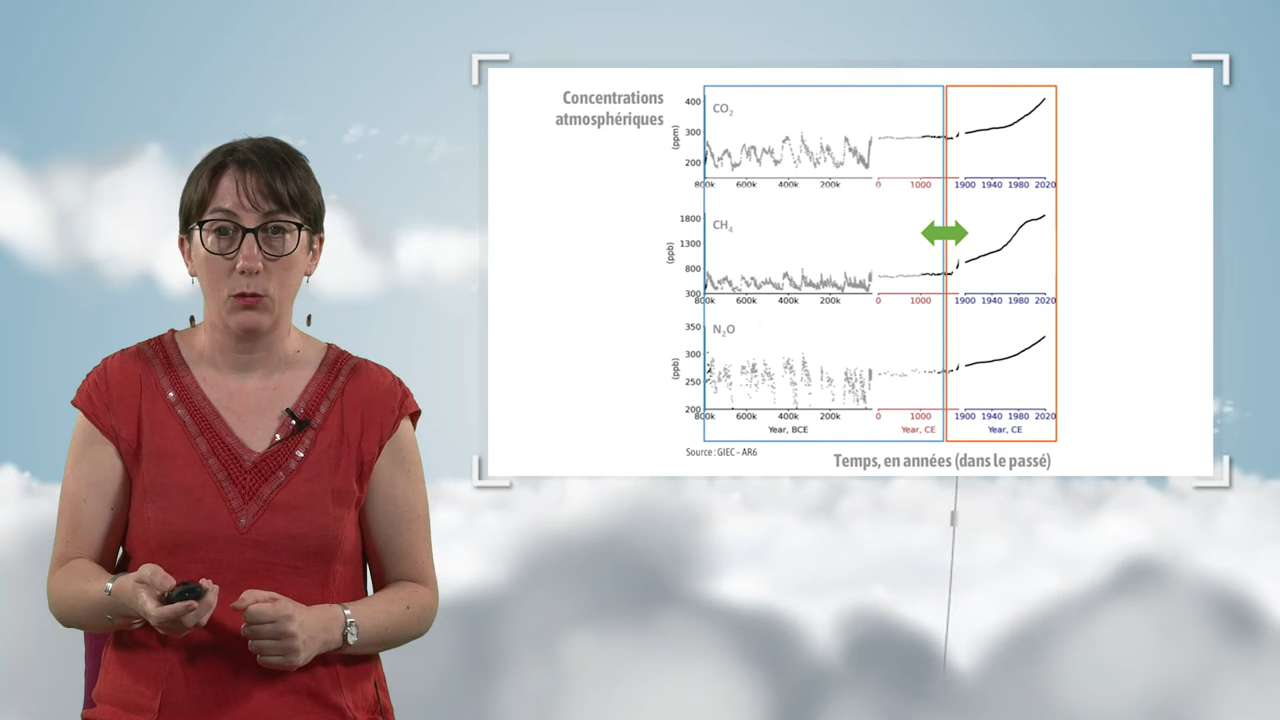 Concentrations
atmosphériques
CO2
400
300
200
(ppm)
800k 600k 400k 200k 0 1000 1900 1940 1980 2020
CH4
1800
1300
800
300
(ppb)
800k 600k 400k 200k 0 1000 1900 1940 1980 2020
N2O
350
300
250
200
(ppb)
800k 600k 400k 200k 0 1000 1900 1940 1980 2020
Year, BCE Year, CE Year, CE
Source : GIEC - AR6
Temps, en années (dans le passé)